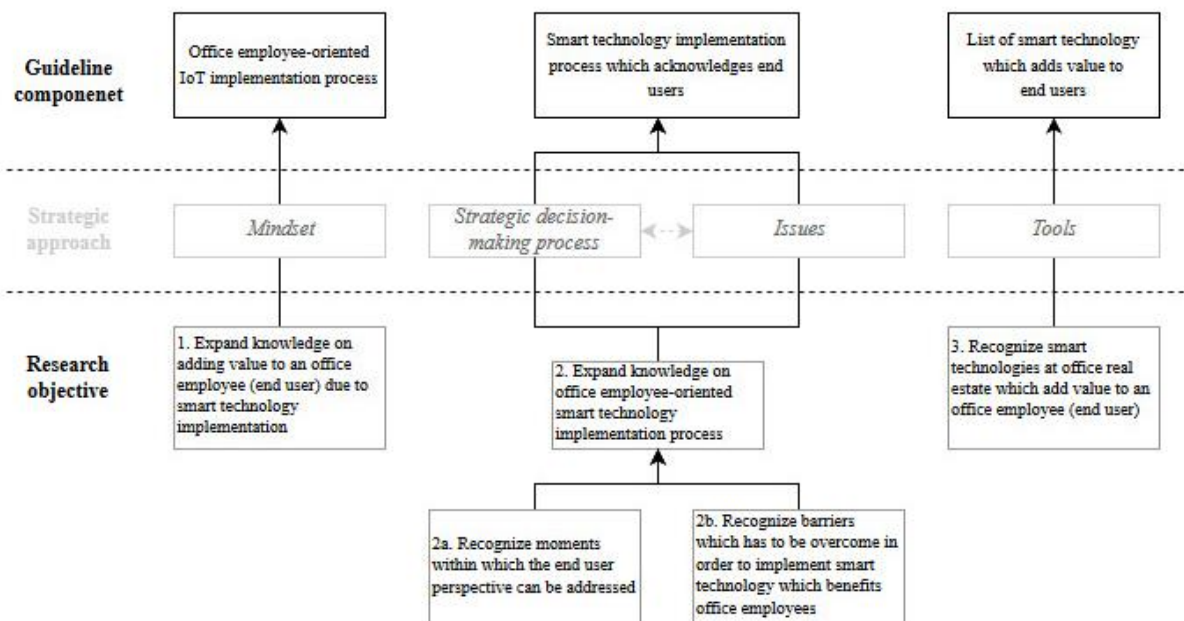 Guideline
componenet
Office employee-oriented
IoT implementation process
Smart technology implementation
process which acknowledges end
users
List of smart technology
which adds value to
end users
Strategic
approach
Mindset
Strategic decision-
making process
Issues
Tools
Research
objective
1. Expand knowledge on
adding value to an office
employee (end user) due to
smart technology
implementation
2. Expand knowledge on
office employee-oriented
smart technology
implementation process
3. Recognize smart
technologies at office real
estate which add value to an
office employee (end user)
2a. Recognize moments
within which the end user
perspective can be addressed
2b. Recognize barriers
which has to be overcome in
order to implement smart
technology which benefits
office employees